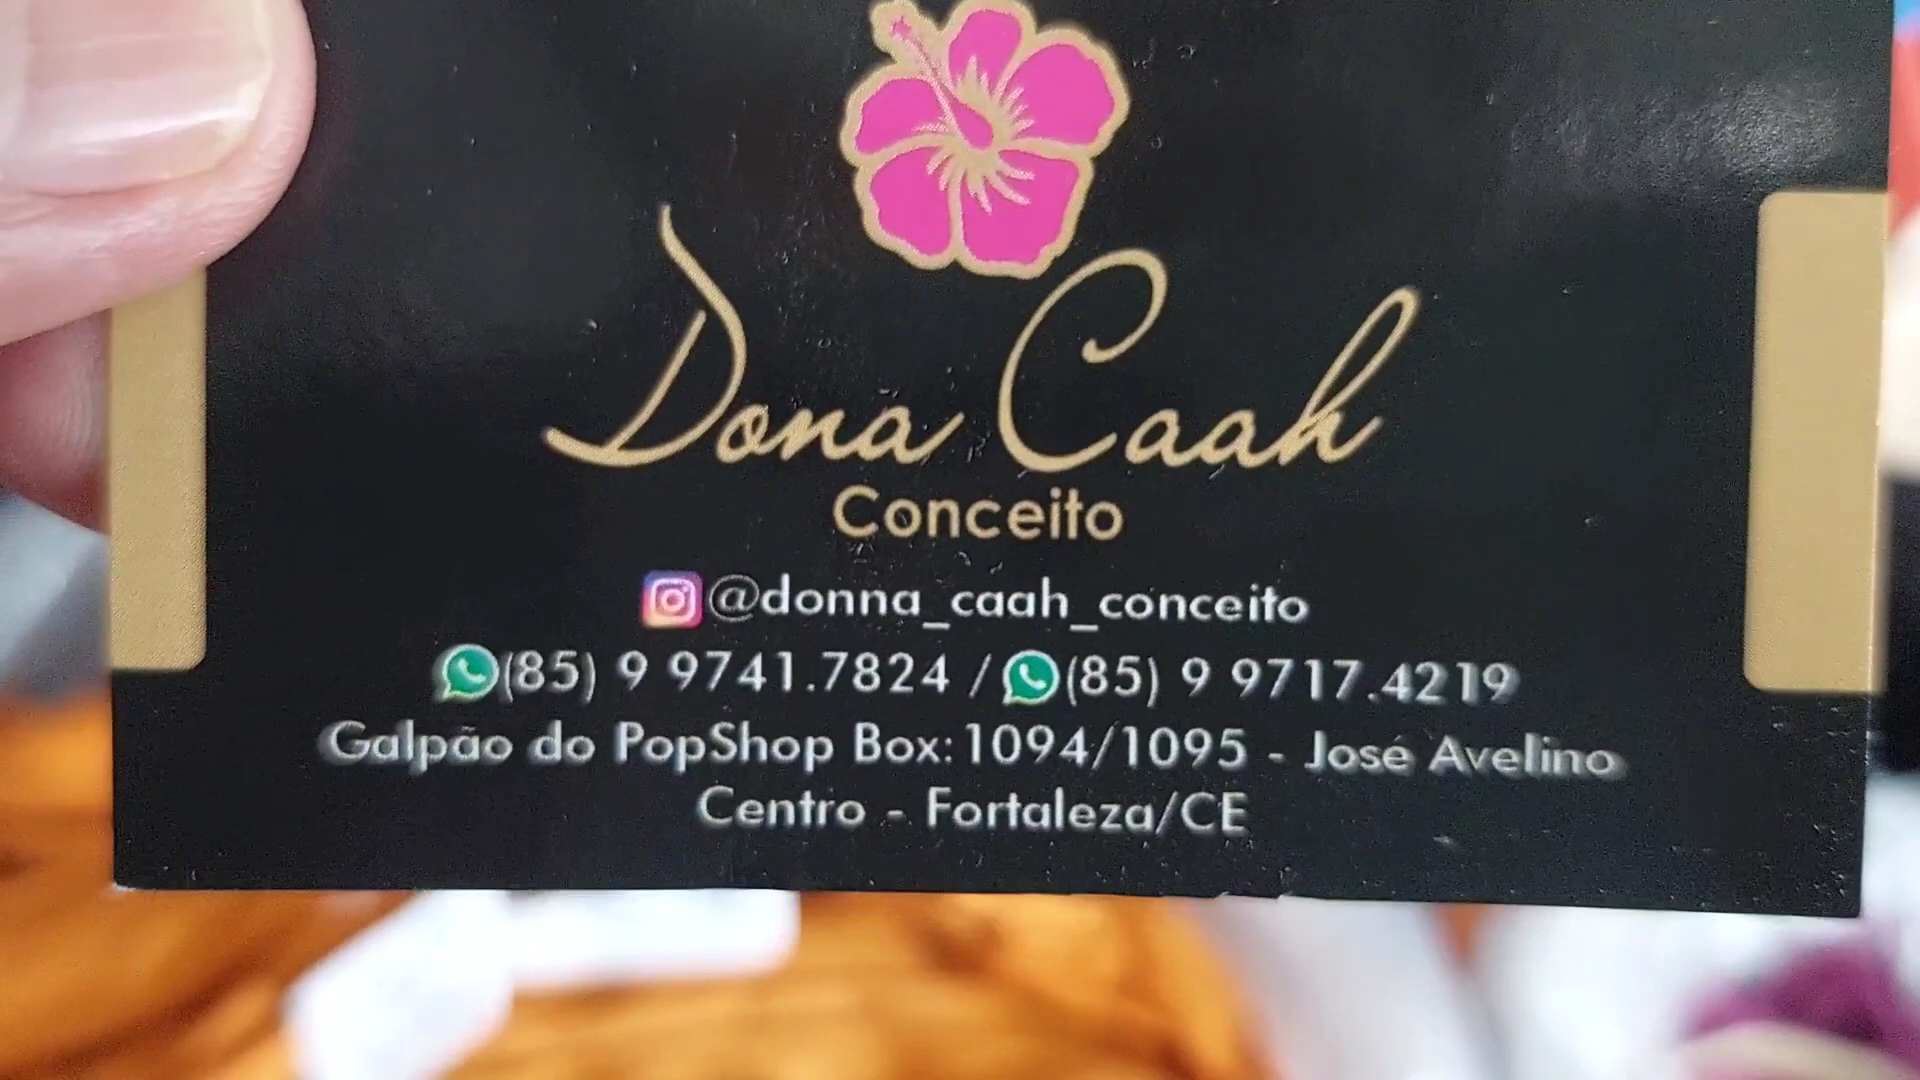 Dona Caah
Conceito
@donna_caah_conceito
(85) 9 9741.7824 / (85) 9 9717.4219
Galpão do PopShop Box:1094/1095 - José Avelino
Centro - Fortaleza/CE